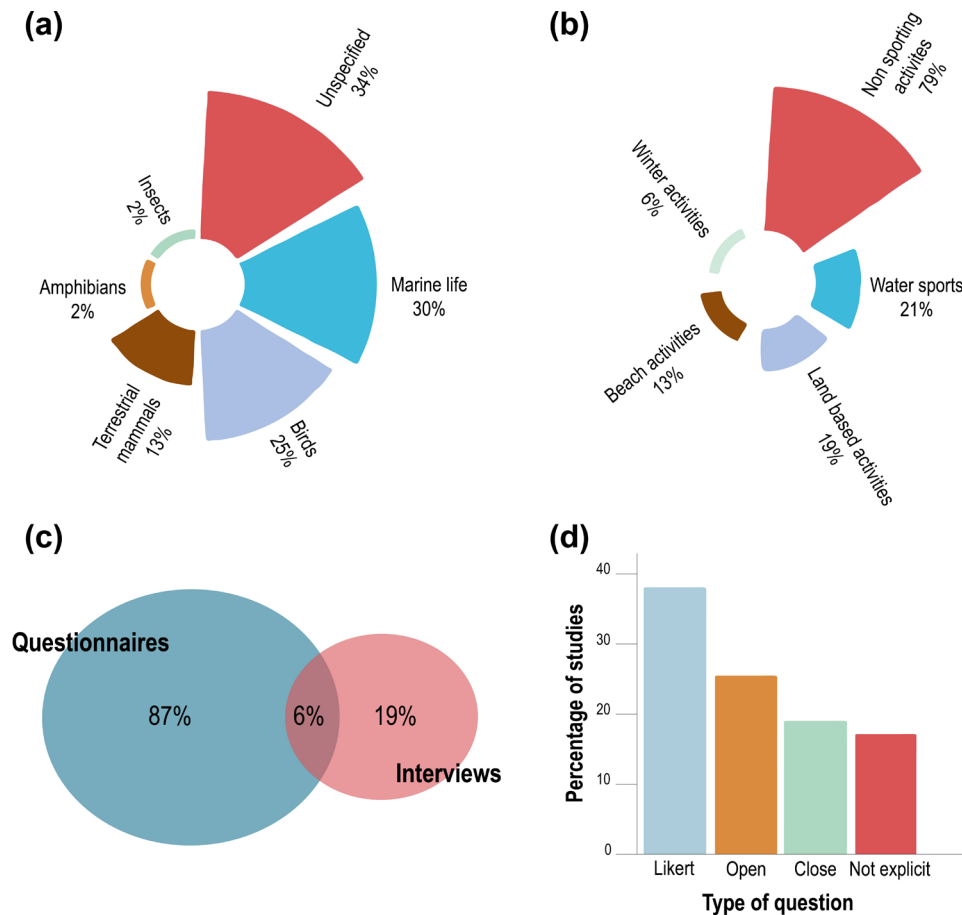 (a)
Unspecified
34%
Insects
2%
Amphibians
2%
Marine life
30%
Terrestrial
mammals
13%
Birds
25%
(b)
Non sporting
activites
79%
Winter activities
6%
Water sports
21%
Beach activities
13%
Land based activities
19%
(c)
Questionnaires
87%
6%
19%
Interviews
(d)
Percentage of studies
40
30
20
10
0
Likert
Open
Close
Not explicit
Type of question